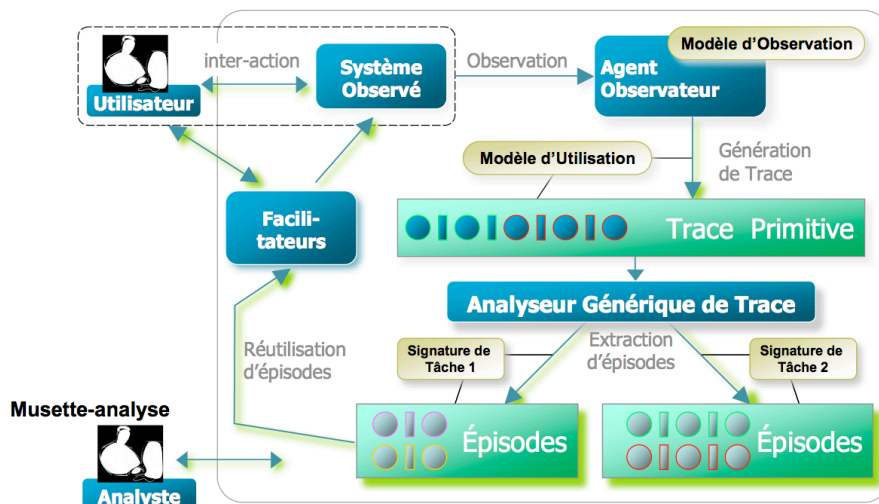 Utilisateur
inter-action
Système
Observé
Observation
Agent
Observateur
Modèle d'Observation
Modèle d'Utilisation
Génération
de Trace
Facili-
tateurs
Trace Primitive
Analyseur Générique de Trace
Réutilisation
d'épisodes
Signature de
Tâche 1
Extraction
d'épisodes
Signature de
Tâche 2
Épisodes
Épisodes
Musette-analyse
Analyste